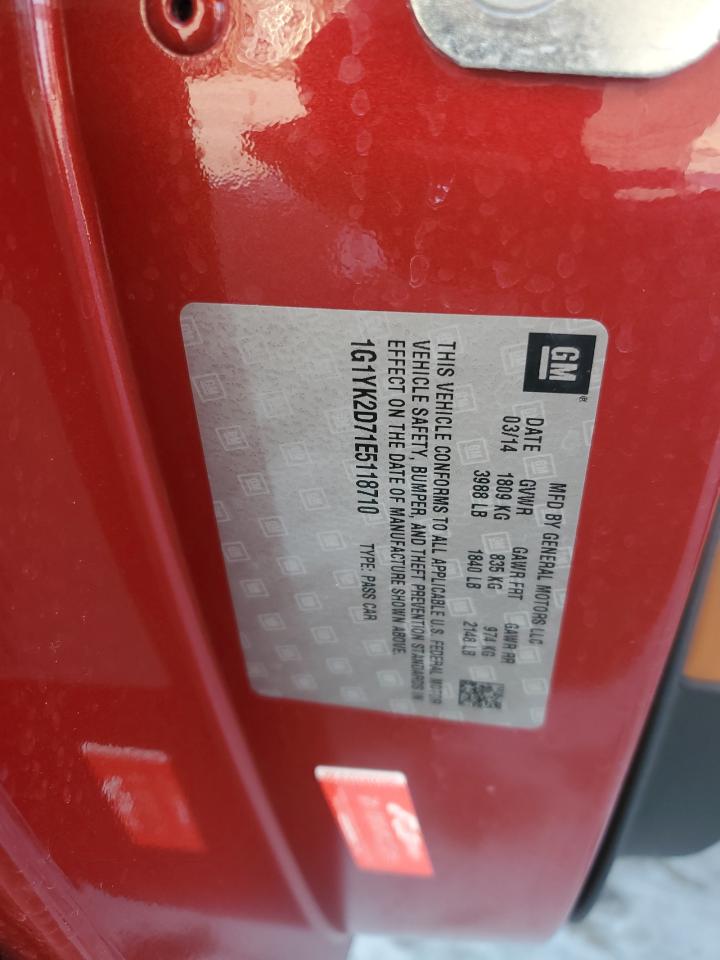 GM
MFD BY GENERAL MOTORS LLC
DATE GVWR GAWR FRT GAWR RR
03/14 1809 KG 835 KG 974 KG
3988 LB 1840 LB 2148 LB
THIS VEHICLE CONFORMS TO ALL APPLICABLE U.S. FEDERAL MOTOR
VEHICLE SAFETY, BUMPER, AND THEFT PREVENTION STANDARDS IN
EFFECT ON THE DATE OF MANUFACTURE SHOWN ABOVE.
1G1YK2D71E5118710 TYPE: PASS CAR